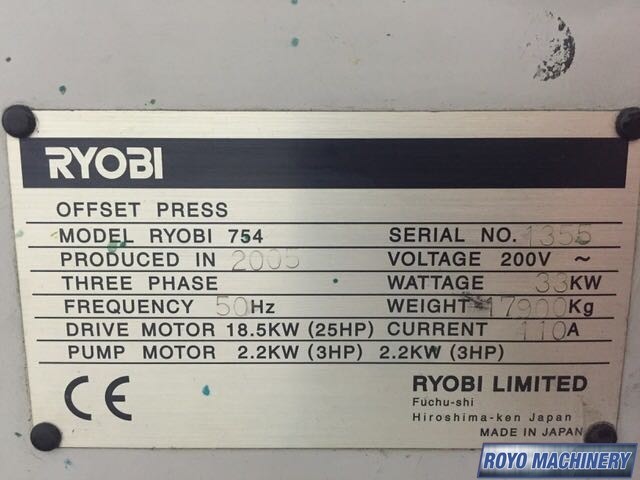 RYOBI
OFFSET PRESS
MODEL RYOBI 754 SERIAL NO. 1355
PRODUCED IN 2005 VOLTAGE 200V ~
THREE PHASE WATTAGE 33KW
FREQUENCY 50Hz WEIGHT 17900Kg
DRIVE MOTOR 18.5KW (25HP) CURRENT 110A
PUMP MOTOR 2.2KW (3HP) 2.2KW (3HP)
CE
RYOBI LIMITED
Fuchu-shi
Hiroshima-ken Japan
MADE IN JAPAN
ROYO MACHINERY